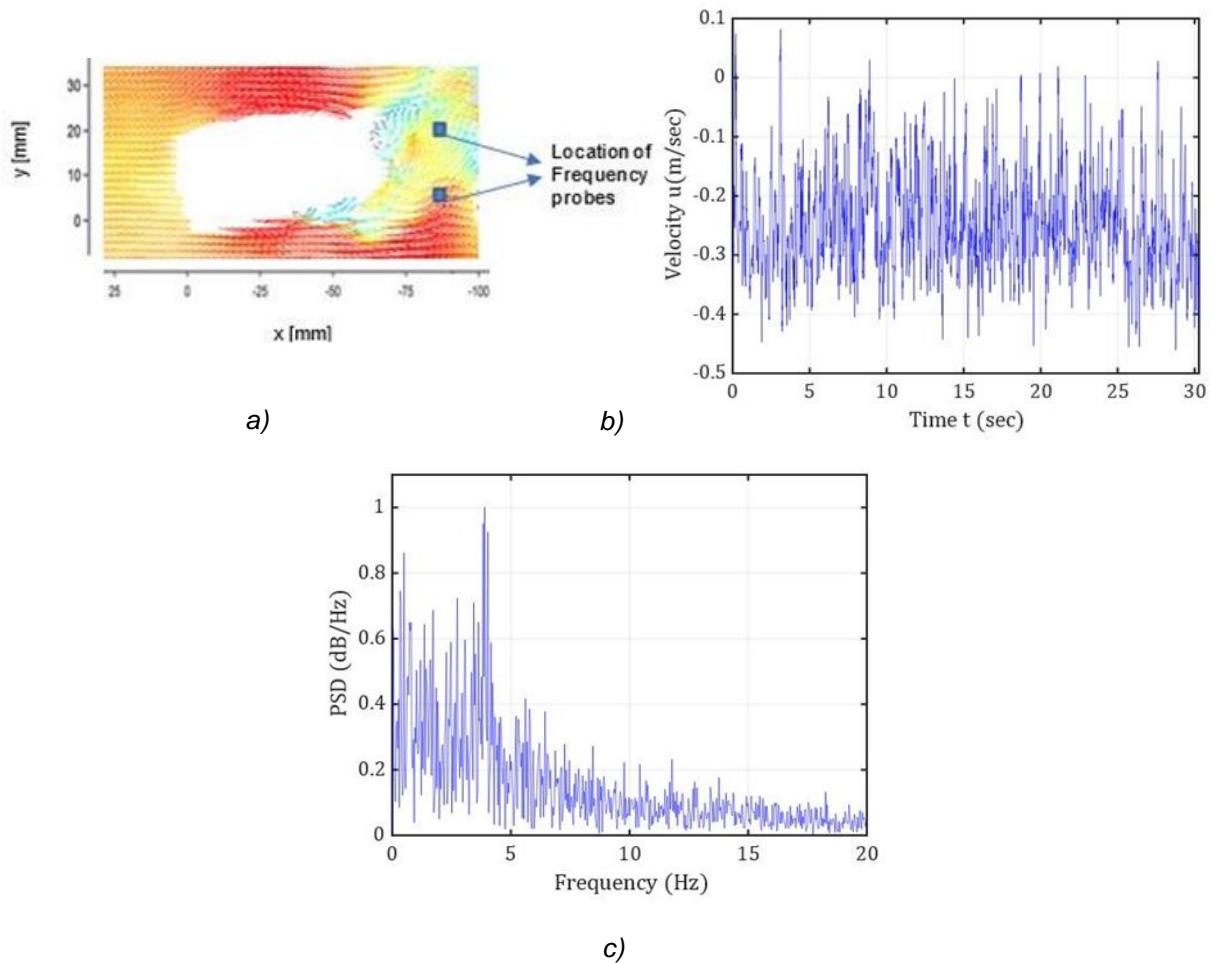 30
20
10
0
y [mm]
25
0
-25
-50
-75
-100
x [mm]
Location of
Frequency
probes
a)
0.1
0
-0.1
-0.2
-0.3
-0.4
-0.5
Velocity u(m/sec)
0 5 10 15 20 25 30
Time t (sec)
b)
1
0.8
0.6
0.4
0.2
0
PSD (dB/Hz)
0 5 10 15 20
Frequency (Hz)
c)